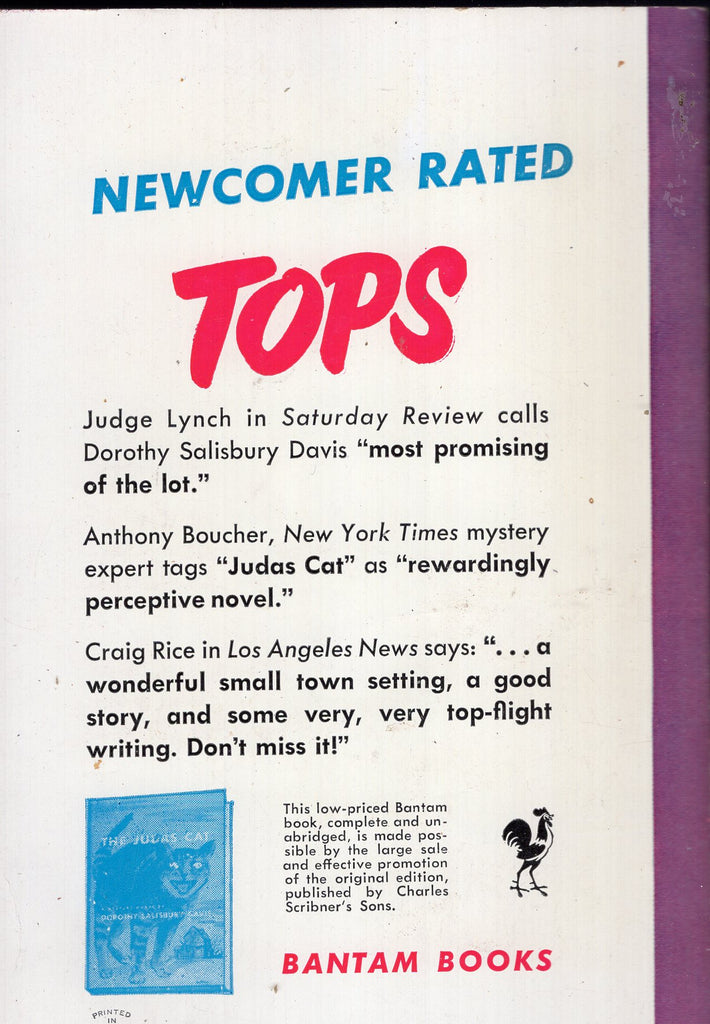 NEWCOMER RATED
TOPS
Judge Lynch in Saturday Review calls
Dorothy Salisbury Davis “most promising
of the lot.”
Anthony Boucher, New York Times mystery
expert tags “Judas Cat” as “rewardingly
perceptive novel.”
Craig Rice in Los Angeles News says: “. . . a
wonderful small town setting, a good
story, and some very, very top-flight
writing. Don’t miss it!”
THE JUDAS CAT
DOROTHY SALISBURY DAVIS
This low-priced Bantam
book, complete and un-
abridged, is made pos-
sible by the large sale
and effective promotion
of the original edition,
published by Charles
Scribner’s Sons.
BANTAM BOOKS
PRINTED
IN